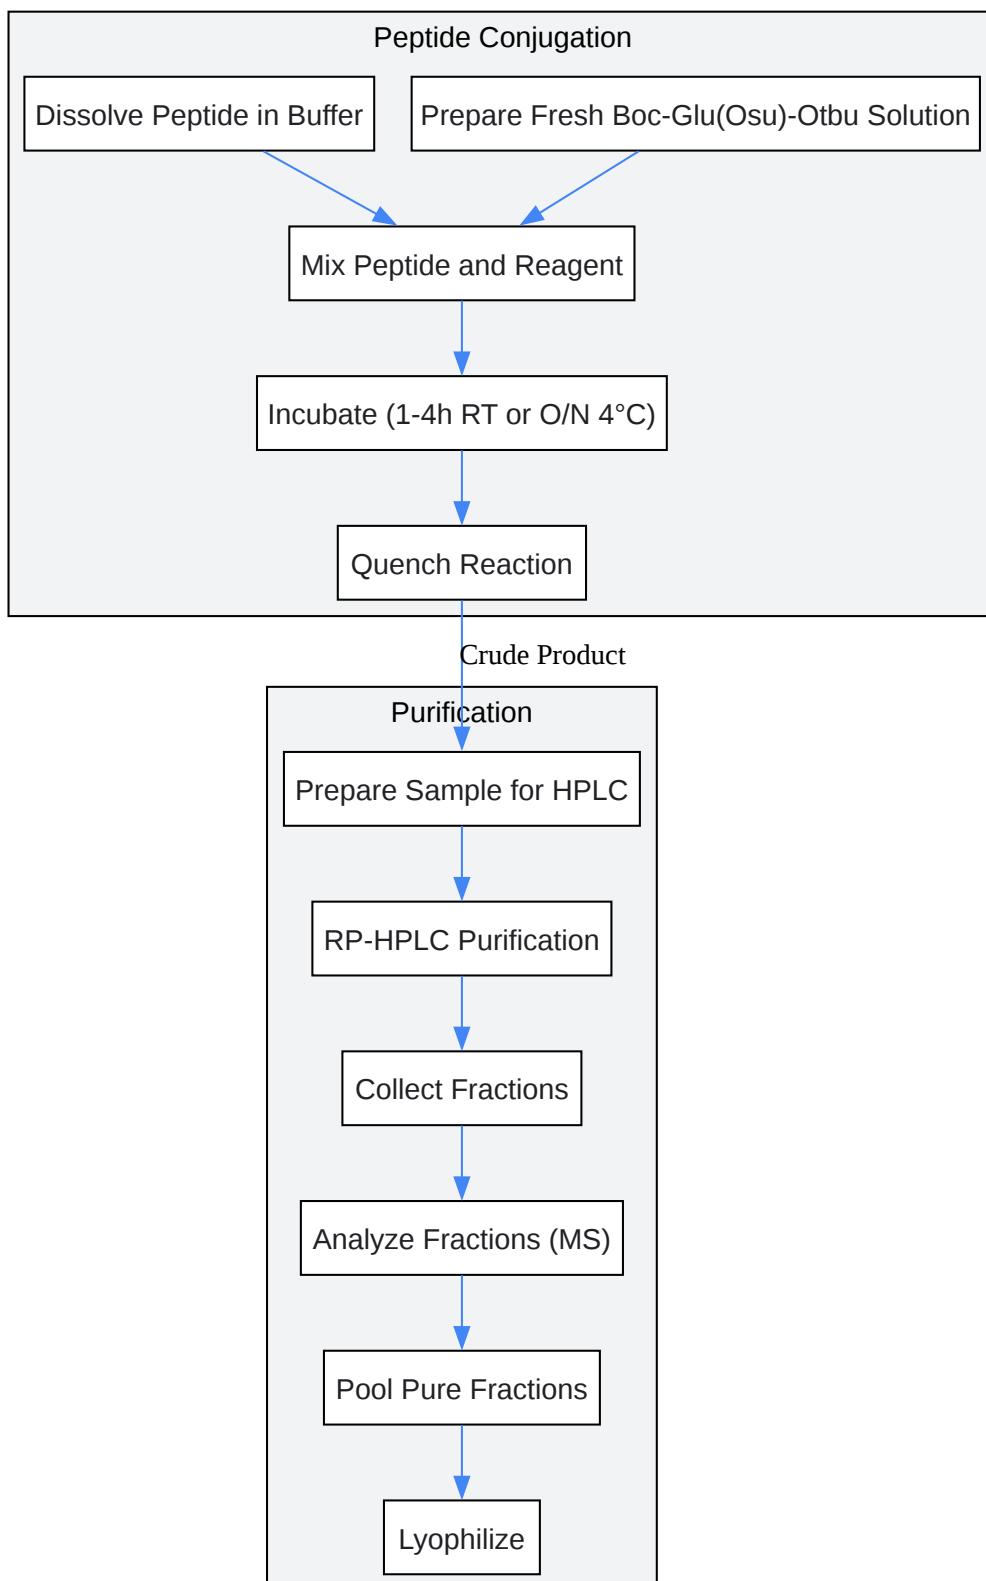 Peptide Conjugation
Dissolve Peptide in Buffer
Prepare Fresh Boc-Glu(Osu)-Otbu Solution
Mix Peptide and Reagent
Incubate (1-4h RT or O/N 4°C)
Quench Reaction
Crude Product
Purification
Prepare Sample for HPLC
RP-HPLC Purification
Collect Fractions
Analyze Fractions (MS)
Pool Pure Fractions
Lyophilize